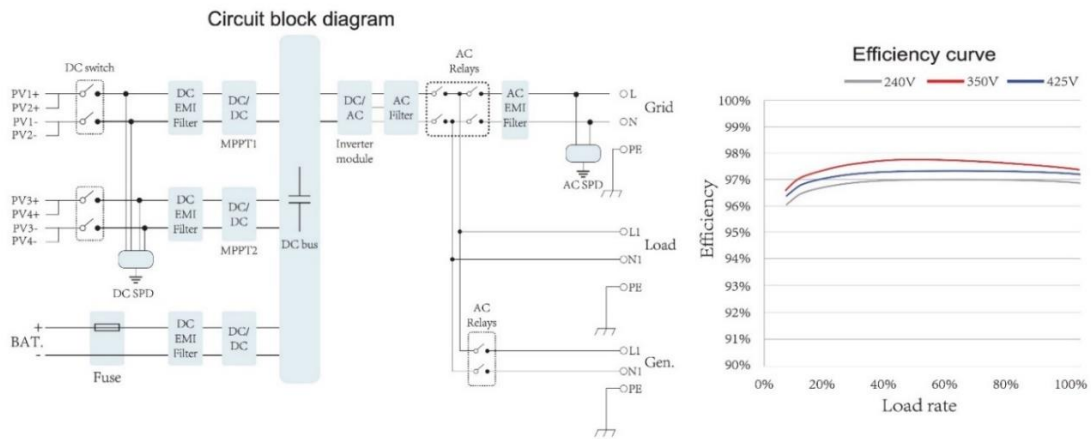 Circuit block diagram
DC switch
PV1+
PV2+
PV1-
PV2-
DC
EMI
Filter
DC/
DC
MPPT1
PV3+
PV4+
PV3-
PV4-
DC
EMI
Filter
DC/
DC
MPPT2
DC SPD
+
BAT.
-
Fuse
DC
EMI
Filter
DC/
DC
DC bus
DC/
AC
Inverter
module
AC
Filter
AC
Relays
AC
EMI
Filter
L
Grid
N
PE
AC SPD
L1
Load
N1
PE
AC
Relays
L1
Gen.
N1
PE
Efficiency curve
240V 350V 425V
Efficiency
100%
99%
98%
97%
96%
95%
94%
93%
92%
91%
90%
0% 20% 40% 60% 80% 100%
Load rate